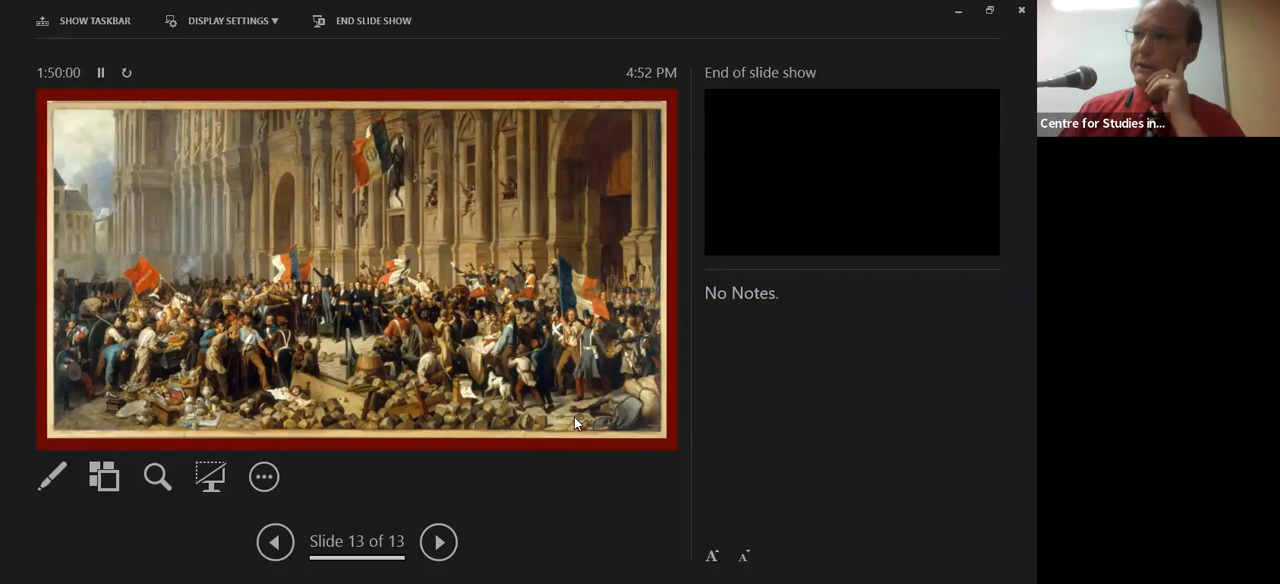 SHOW TASKBAR
DISPLAY SETTINGS ▼
END SLIDE SHOW
1:50:00
4:52 PM
End of slide show
No Notes.
Slide 13 of 13
A
A
Centre for Studies in...